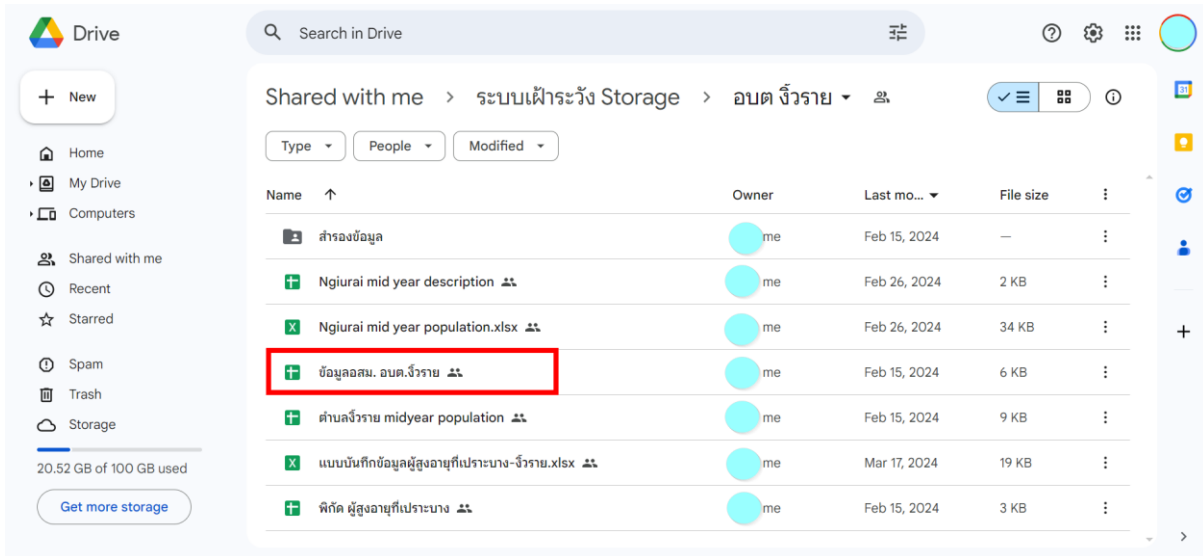 Drive
Search in Drive
New
Home
My Drive
Computers
Shared with me
Recent
Starred
Spam
Trash
Storage
20.52 GB of 100 GB used
Get more storage
Shared with me > ระบบเฝ้าระวัง Storage > อบต งิ้วราย
Type People Modified
Name Owner Last mo... File size
สำรองข้อมูล me Feb 15, 2024 —
Ngiurai mid year description me Feb 26, 2024 2 KB
Ngiurai mid year population.xlsx me Feb 26, 2024 34 KB
ข้อมูลอสม. อบต.งิ้วราย me Feb 15, 2024 6 KB
ตำบลงิ้วราย midyear population me Feb 15, 2024 9 KB
แบบบันทึกข้อมูลผู้สูงอายุที่เปราะบาง-งิ้วราย.xlsx me Mar 17, 2024 19 KB
พิกัด ผู้สูงอายุที่เปราะบาง me Feb 15, 2024 3 KB
31